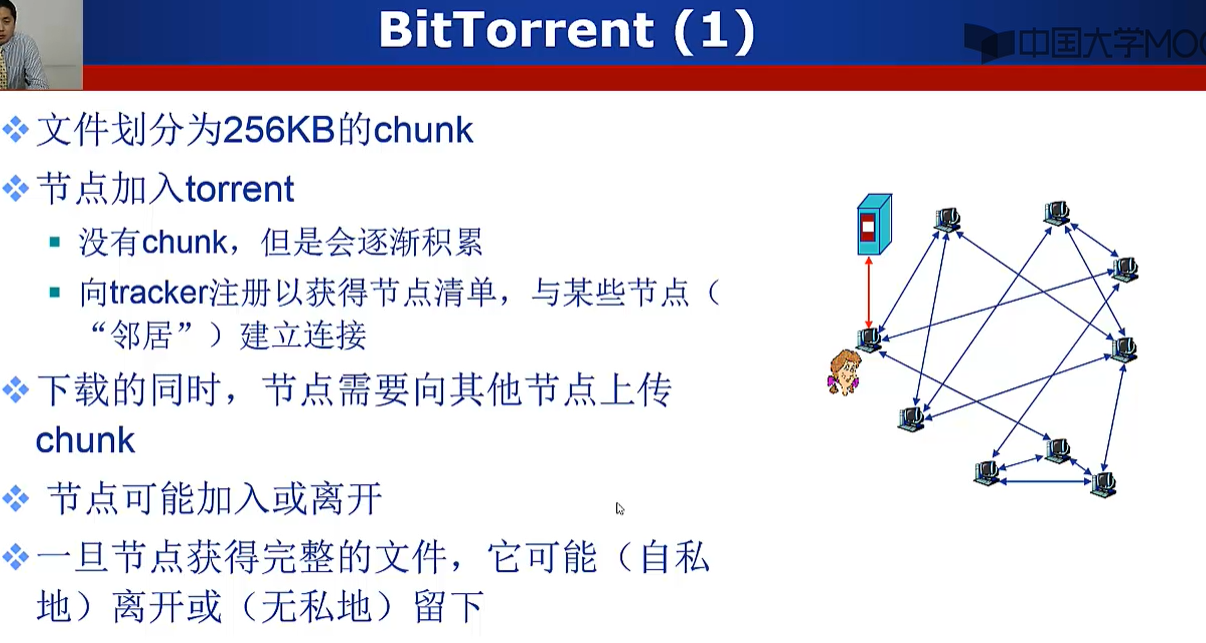 BitTorrent (1)
中国大学MOO
文件划分为256KB的chunk
节点加入torrent
没有chunk，但是会逐渐积累
向tracker注册以获得节点清单，与某些节点（
“邻居”）建立连接
下载的同时，节点需要向其他节点上传
chunk
节点可能加入或离开
一旦节点获得完整的文件，它可能（自私
地）离开或（无私地）留下